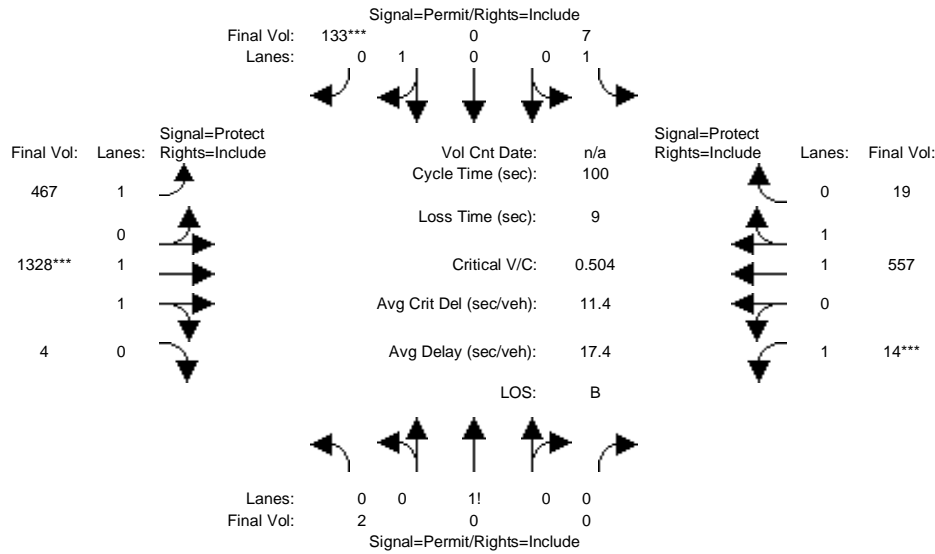 Signal=Permit/Rights=Include
Final Vol: 133*** 0 7
Lanes: 0 1 0 0 1
Signal=Protect
Final Vol: Lanes: Rights=Include
Vol Cnt Date: n/a
Cycle Time (sec): 100
Signal=Protect
Rights=Include Lanes: Final Vol:
467 1
0 19
Loss Time (sec): 9
0
1
1328*** 1
Critical V/C: 0.504
1 557
1
Avg Crit Del (sec/veh): 11.4
0
4 0
Avg Delay (sec/veh): 17.4
1 14***
LOS: B
Lanes: 0 0 1! 0 0
Final Vol: 2 0 0
Signal=Permit/Rights=Include